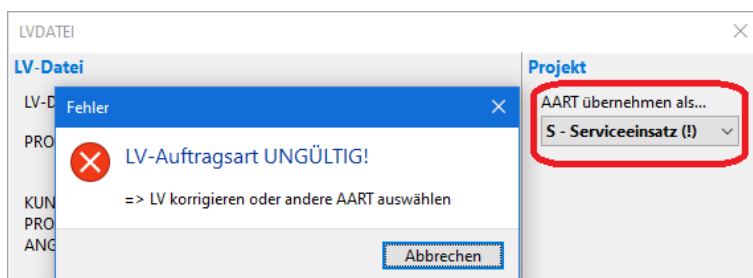 LVDATEI
LV-Datei
Projekt
LV-D
Fehler
AART übernehmen als...
S - Serviceeinsatz (!)
PRO
LV-Auftragsart UNGÜLTIG!
=> LV korrigieren oder andere AART auswählen
KUN
PRO
ANG
Abbrechen